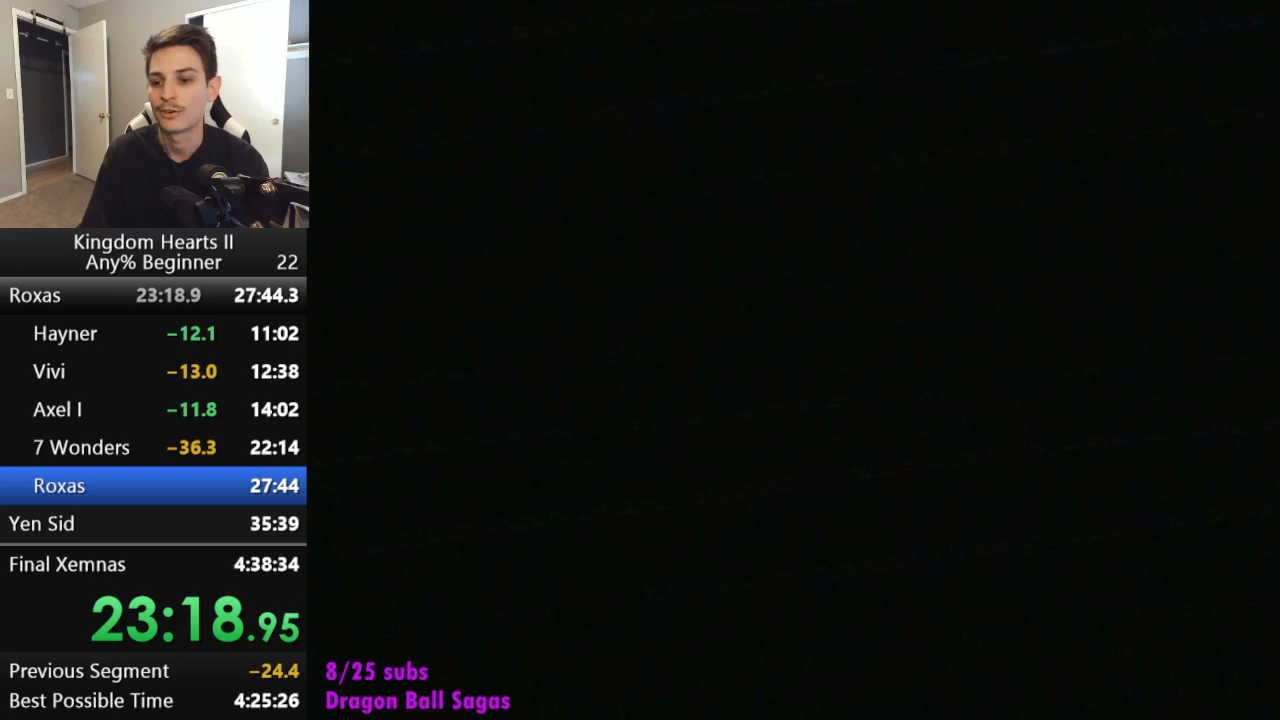 Kingdom Hearts II
Any% Beginner 22
Roxas 23:18.9 27:44.3
Hayner −12.1 11:02
Vivi −13.0 12:38
Axel I −11.8 14:02
7 Wonders −36.3 22:14
Roxas 27:44
Yen Sid 35:39
Final Xemnas 4:38:34
23:18.95
Previous Segment −24.4
Best Possible Time 4:25:26
8/25 subs
Dragon Ball Sagas